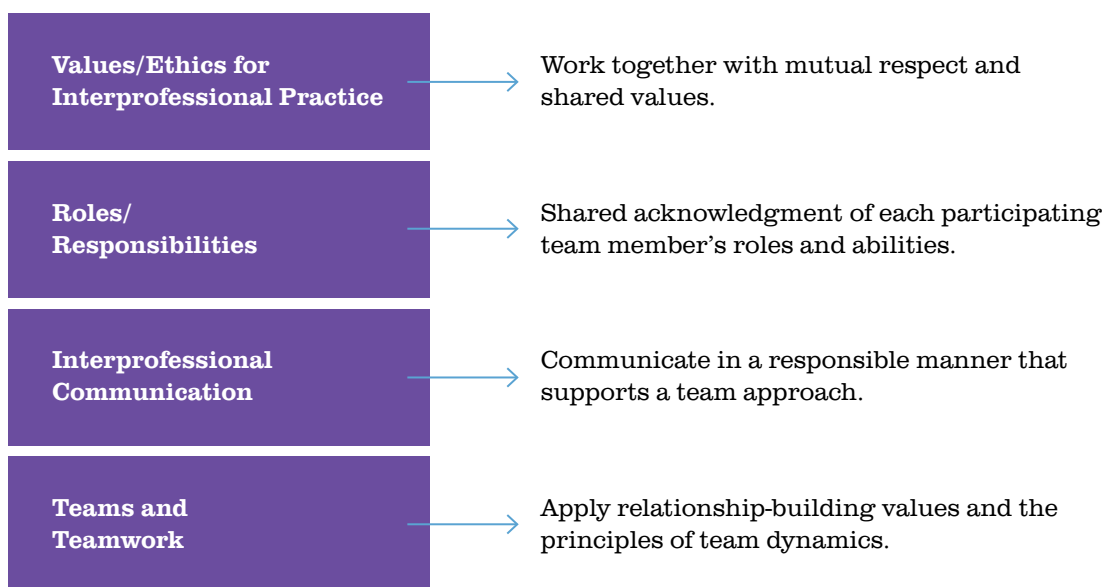 Values/Ethics for
Interprofessional Practice
Work together with mutual respect and
shared values.
Roles/
Responsibilities
Shared acknowledgment of each participating
team member’s roles and abilities.
Interprofessional
Communication
Communicate in a responsible manner that
supports a team approach.
Teams and
Teamwork
Apply relationship-building values and the
principles of team dynamics.